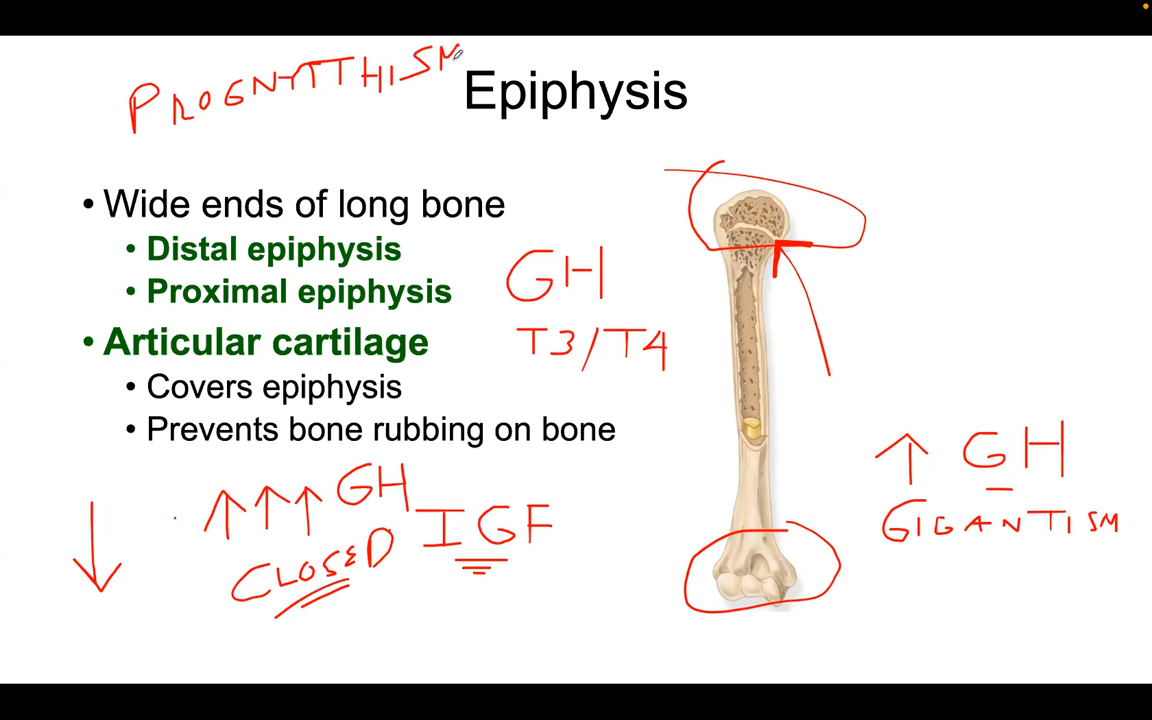 PROGNATTHISM
Epiphysis
• Wide ends of long bone
• Distal epiphysis
• Proximal epiphysis
• Articular cartilage
• Covers epiphysis
• Prevents bone rubbing on bone
GH
T3/T4
↑↑↑ GH
CLOSED
IGF
↑ GH
GIGANTISM